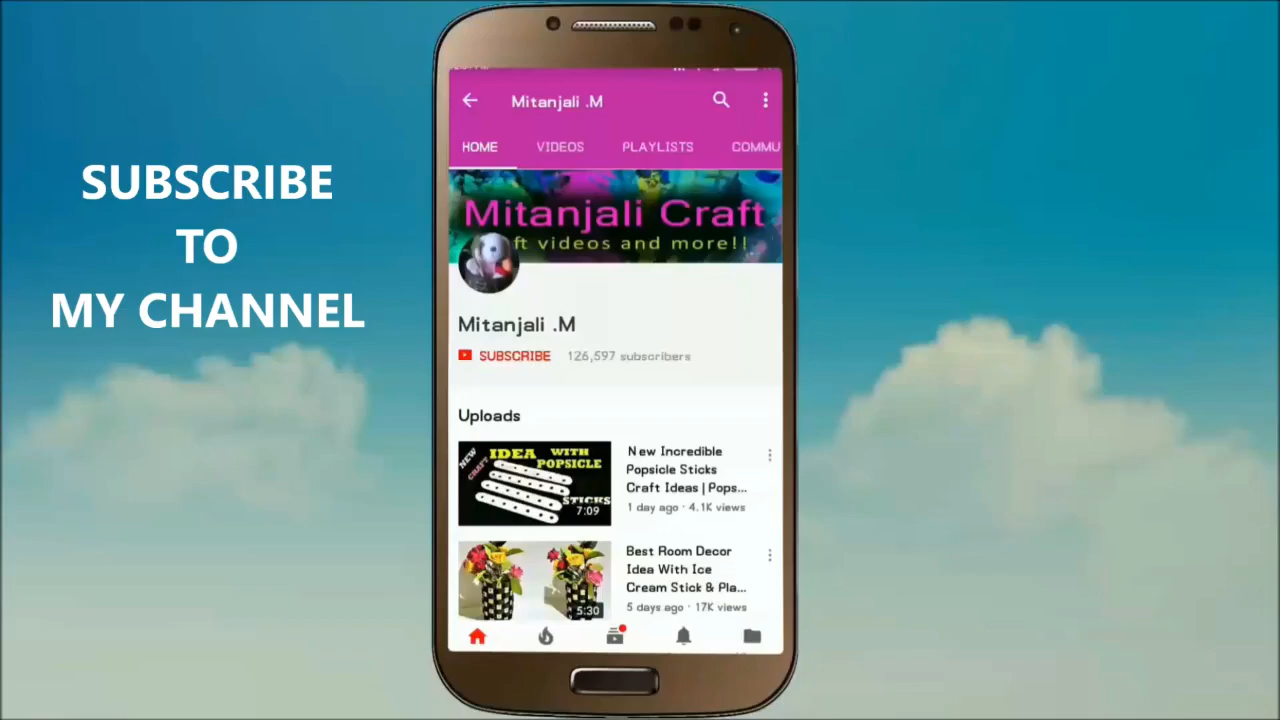 SUBSCRIBE
TO
MY CHANNEL
Mitanjali .M
HOME VIDEOS PLAYLISTS COMMU
Mitanjali Craft
ft videos and more!!
Mitanjali .M
SUBSCRIBE 126,597 subscribers
Uploads
NEW CRAFT IDEA WITH
POPSICLE
STICKS
7:09
New Incredible
Popsicle Sticks
Craft Ideas | Pops...
1 day ago · 4.1K views
Best Room Decor
Idea With Ice
Cream Stick & Pla...
5 days ago · 17K views
5:30